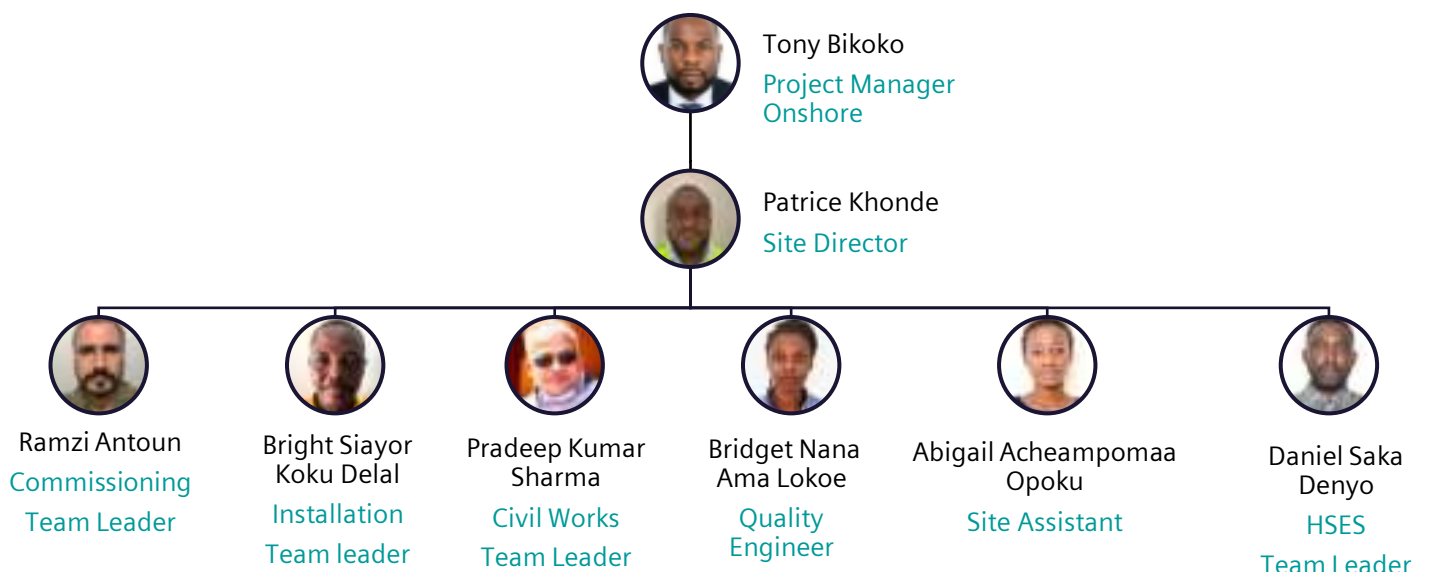 Tony Bikoko
Project Manager
Onshore
Patrice Khonde
Site Director
Ramzi Antoun
Commissioning
Team Leader
Bright Siayor
Koku Delal
Installation
Team leader
Pradeep Kumar
Sharma
Civil Works
Team Leader
Bridget Nana
Ama Lokoe
Quality
Engineer
Abigail Acheampomaa
Opoku
Site Assistant
Daniel Saka
Denyo
HSES
Team Leader